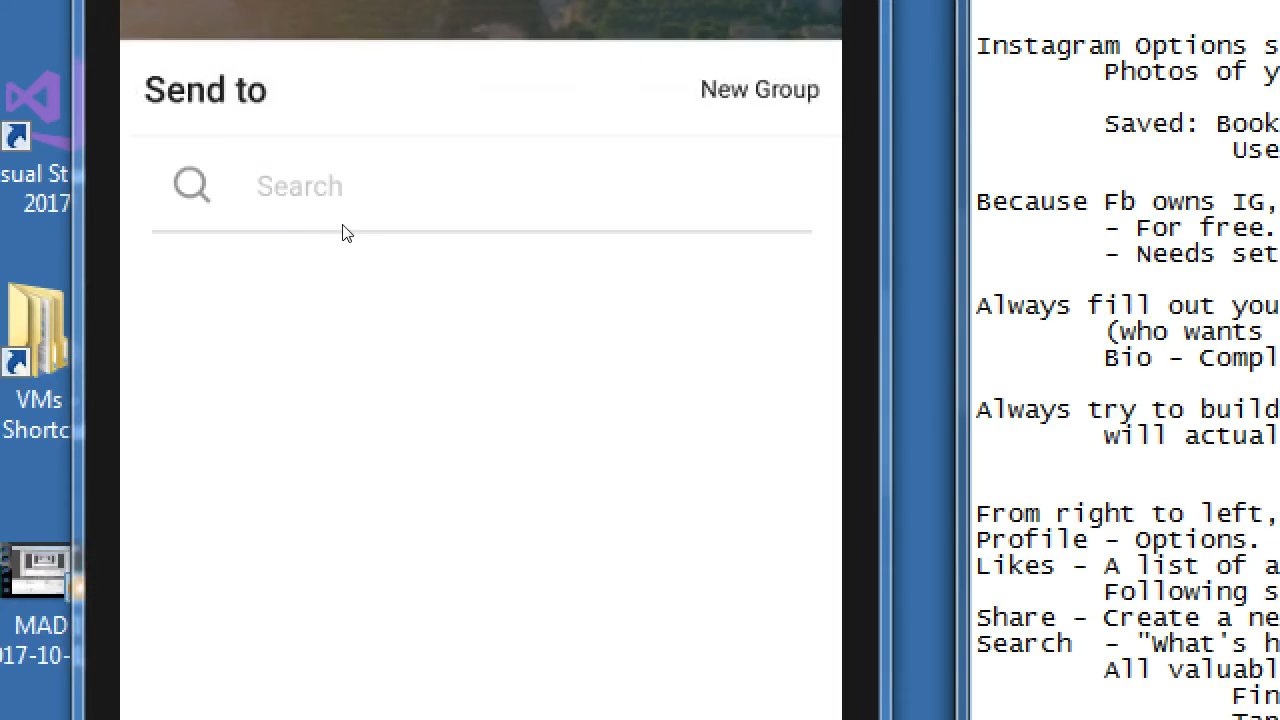 Send to
New Group
Search
sual St
2017
VMs
Shortc
MAD
017-10-
Instagram Options s
Photos of y
Saved: Book
Use
Because Fb owns IG,
- For free.
- Needs set
Always fill out you
(who wants
Bio - Compl
Always try to build
will actual
From right to left,
Profile - Options.
Likes - A list of a
Following s
Share - Create a ne
Search - "What's h
All valuabl
Fin